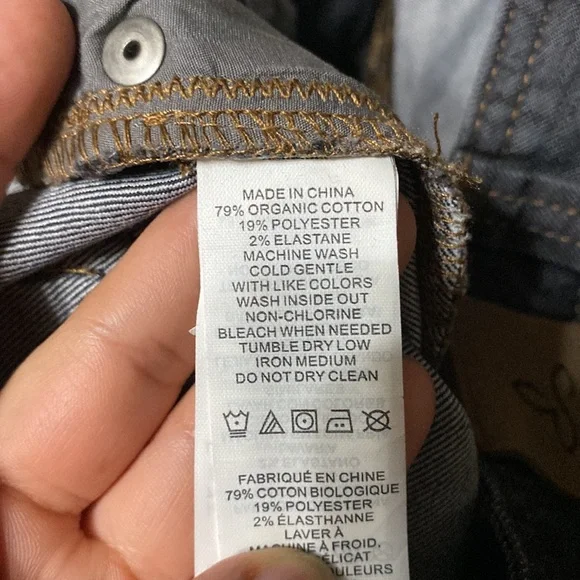 MADE IN CHINA
79% ORGANIC COTTON
19% POLYESTER
2% ELASTANE
MACHINE WASH
COLD GENTLE
WITH LIKE COLORS
WASH INSIDE OUT
NON-CHLORINE
BLEACH WHEN NEEDED
TUMBLE DRY LOW
IRON MEDIUM
DO NOT DRY CLEAN
FABRIQUÉ EN CHINE
79% COTON BIOLOGIQUE
19% POLYESTER
2% ÉLASTHANNE
LAVER À
MACHINE À FROID,